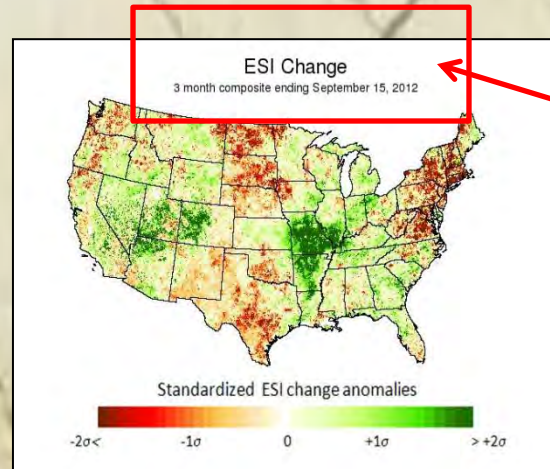 ESI Change
3 month composite ending September 15, 2012
Standardized ESI change anomalies
-2σ< -1σ 0 +1σ > +2σ